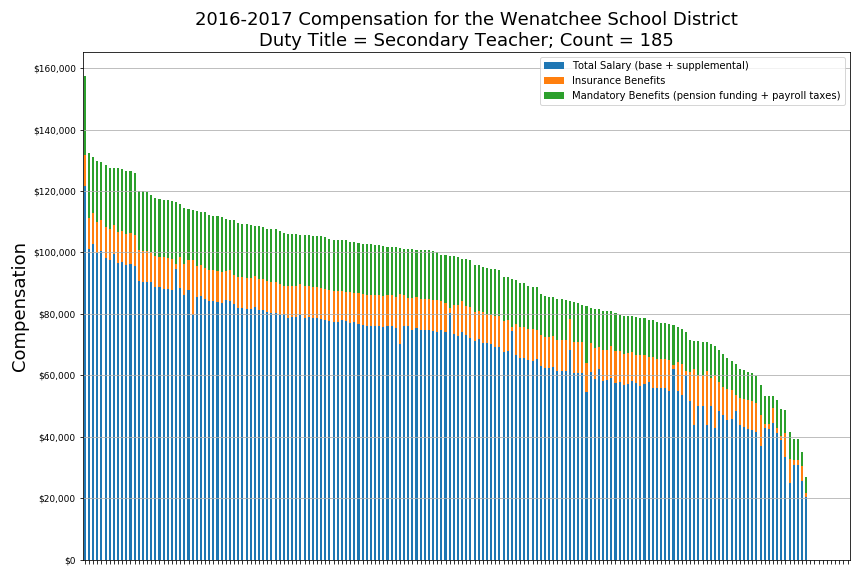 2016-2017 Compensation for the Wenatchee School District
Duty Title = Secondary Teacher; Count = 185
Total Salary (base + supplemental)
Insurance Benefits
Mandatory Benefits (pension funding + payroll taxes)
Compensation
$160,000
$140,000
$120,000
$100,000
$80,000
$60,000
$40,000
$20,000
$0